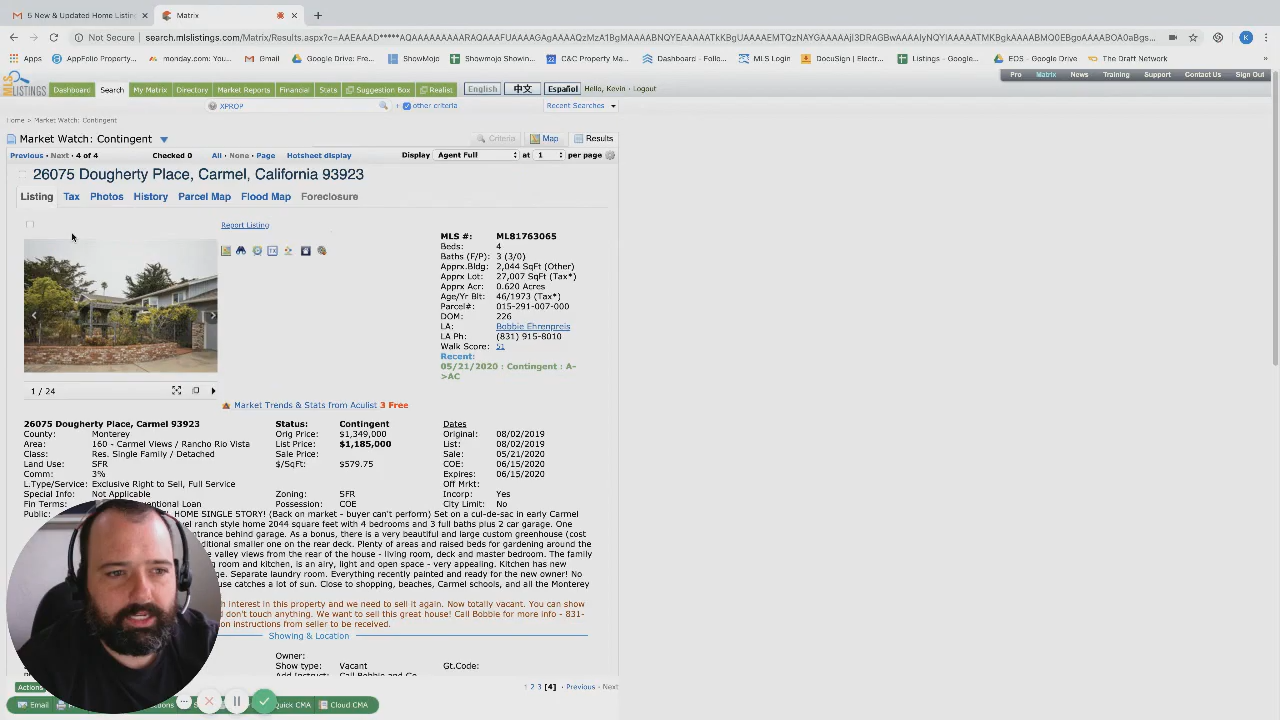 5 New & Updated Home Listin
Matrix
Not Secure
Apps
AppFolio Property...
monday.com/...
Gmail
Google Drive: Fre...
ShowMojo
Showmojo Showin...
C&C Property Ma...
Dashboard - Follo...
MLS Login
DocuSign | Electr...
Listings - Google...
EOS - Google Drive
The Draft Network
Pro Matrix News Training Support Contact Us Sign Out
MLS LISTINGS
Dashboard Search My Matrix Directory Market Reports Financial Stats Suggestion Box Realist English 中文 Español Hello, Kevin - Logout
XPROP + other criteria Recent Searches
Home > Market Watch: Contingent
Market Watch: Contingent Criteria Map Results
Previous · Next · 4 of 4 Checked 0 All · None · Page Hotsheet display Display Agent Full at 1 per page
26075 Dougherty Place, Carmel, California 93923
Listing Tax Photos History Parcel Map Flood Map Foreclosure
Report Listing
MLS #: ML81763065
Beds: 4
Baths (F/P): 3 (3/0)
Apprx.Bldg: 2,044 SqFt (Other)
Apprx Lot: 27,007 SqFt (Tax*)
Apprx Acr: 0.620 Acres
Age/Yr Blt: 46/1973 (Tax*)
Parcel#: 015-291-007-000
DOM: 226
LA: Bobbie Ehrenpreis
LA Ph: (831) 915-8010
Walk Score: 51
Recent:
05/21/2020 : Contingent : A-
>AC
1 / 24
Market Trends & Stats from Aculist 3 Free
26075 Dougherty Place, Carmel 93923 Status: Contingent Dates
County: Monterey Orig Price: $1,349,000 Original: 08/02/2019
Area: 160 - Carmel Views / Rancho Rio Vista List Price: $1,185,000 List: 08/02/2019
Class: Res. Single Family / Detached Sale Price: Sale: 05/21/2020
Land Use: SFR $/SqFt: $579.75 COE: 06/15/2020
Comm: 3% Expires: 06/15/2020
L.Type/Service: Exclusive Right to Sell, Full Service Off Mrkt:
Special Info: Not Applicable Zoning: SFR Incorp: Yes
Fin Terms: ventional Loan Possession: COE City Limit: No
Public: HOME SINGLE STORY! (Back on market - buyer can't perform) Set on a cul-de-sac in early Carmel
vel ranch style home 2044 square feet with 4 bedrooms and 3 full baths plus 2 car garage. One
ntrance behind garage. As a bonus, there is a very beautiful and large custom greenhouse (cost
ditional smaller one on the rear deck. Plenty of areas and raised beds for gardening around the
e valley views from the rear of the house - living room, deck and master bedroom. The family
ng room and kitchen, is an airy, light and open space - very appealing. Kitchen has new
ge. Separate laundry room. Everything recently painted and ready for the new owner! No
use catches a lot of sun. Close to shopping, beaches, Carmel schools, and all the Monterey
h interest in this property and we need to sell it again. Now totally vacant. You can show
d don't touch anything. We want to sell this great house! Call Bobbie for more info - 831-
on instructions from seller to be received.
Showing & Location
Owner:
Show type: Vacant Gt.Code:
Actions 1 2 3 [4] · Previous · Next
Email Quick CMA Cloud CMA